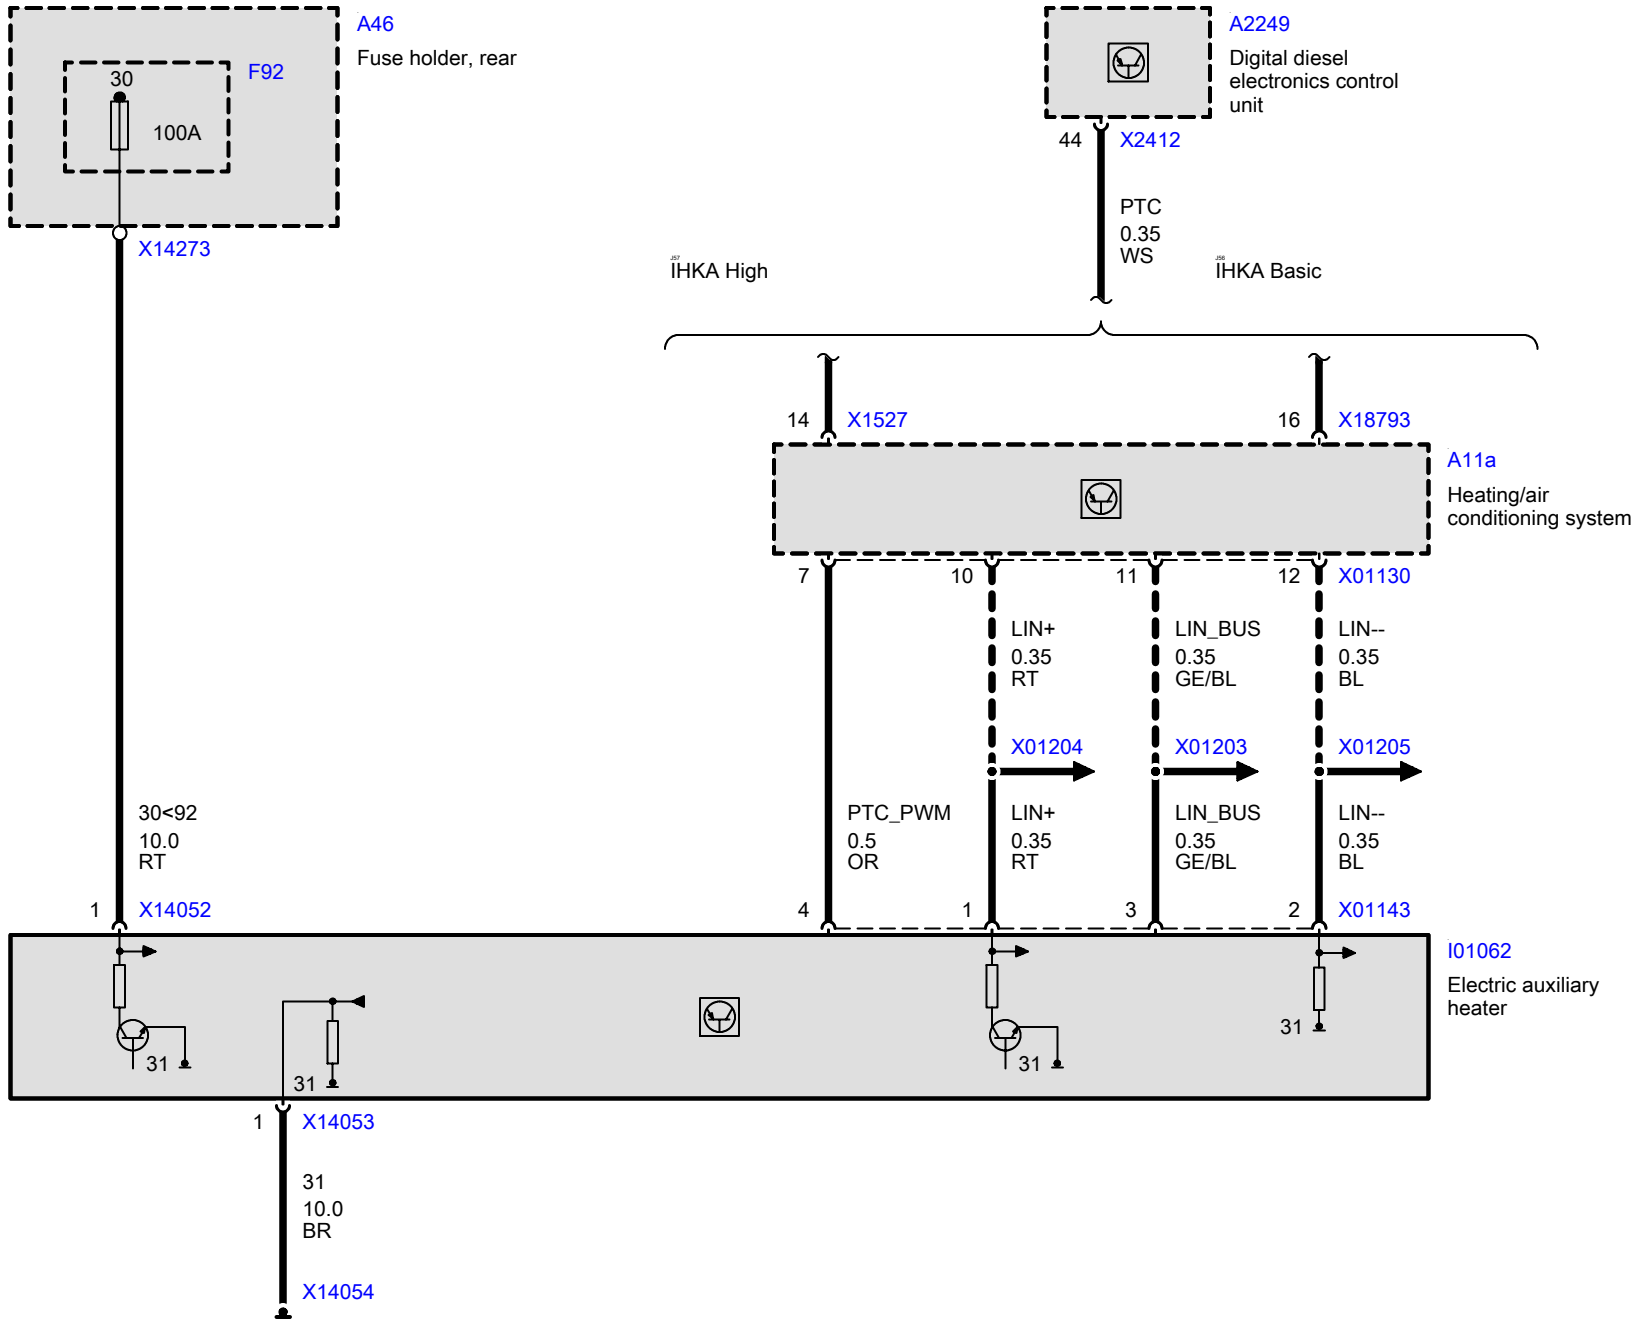 A46
Fuse holder, rear
F92
30
100A
X14273
A2249
Digital diesel
electronics control
unit
44
X2412
PTC
0.35
WS
J57
IHKA High
J56
IHKA Basic
14
X1527
16
X18793
A11a
Heating/air
conditioning system
7
10
11
12
X01130
LIN+
0.35
RT
LIN_BUS
0.35
GE/BL
LIN--
0.35
BL
X01204
X01203
X01205
30<92
10.0
RT
PTC_PWM
0.5
OR
LIN+
0.35
RT
LIN_BUS
0.35
GE/BL
LIN--
0.35
BL
1
X14052
4
1
3
2
X01143
I01062
Electric auxiliary
heater
31
31
31
31
1
X14053
31
10.0
BR
X14054